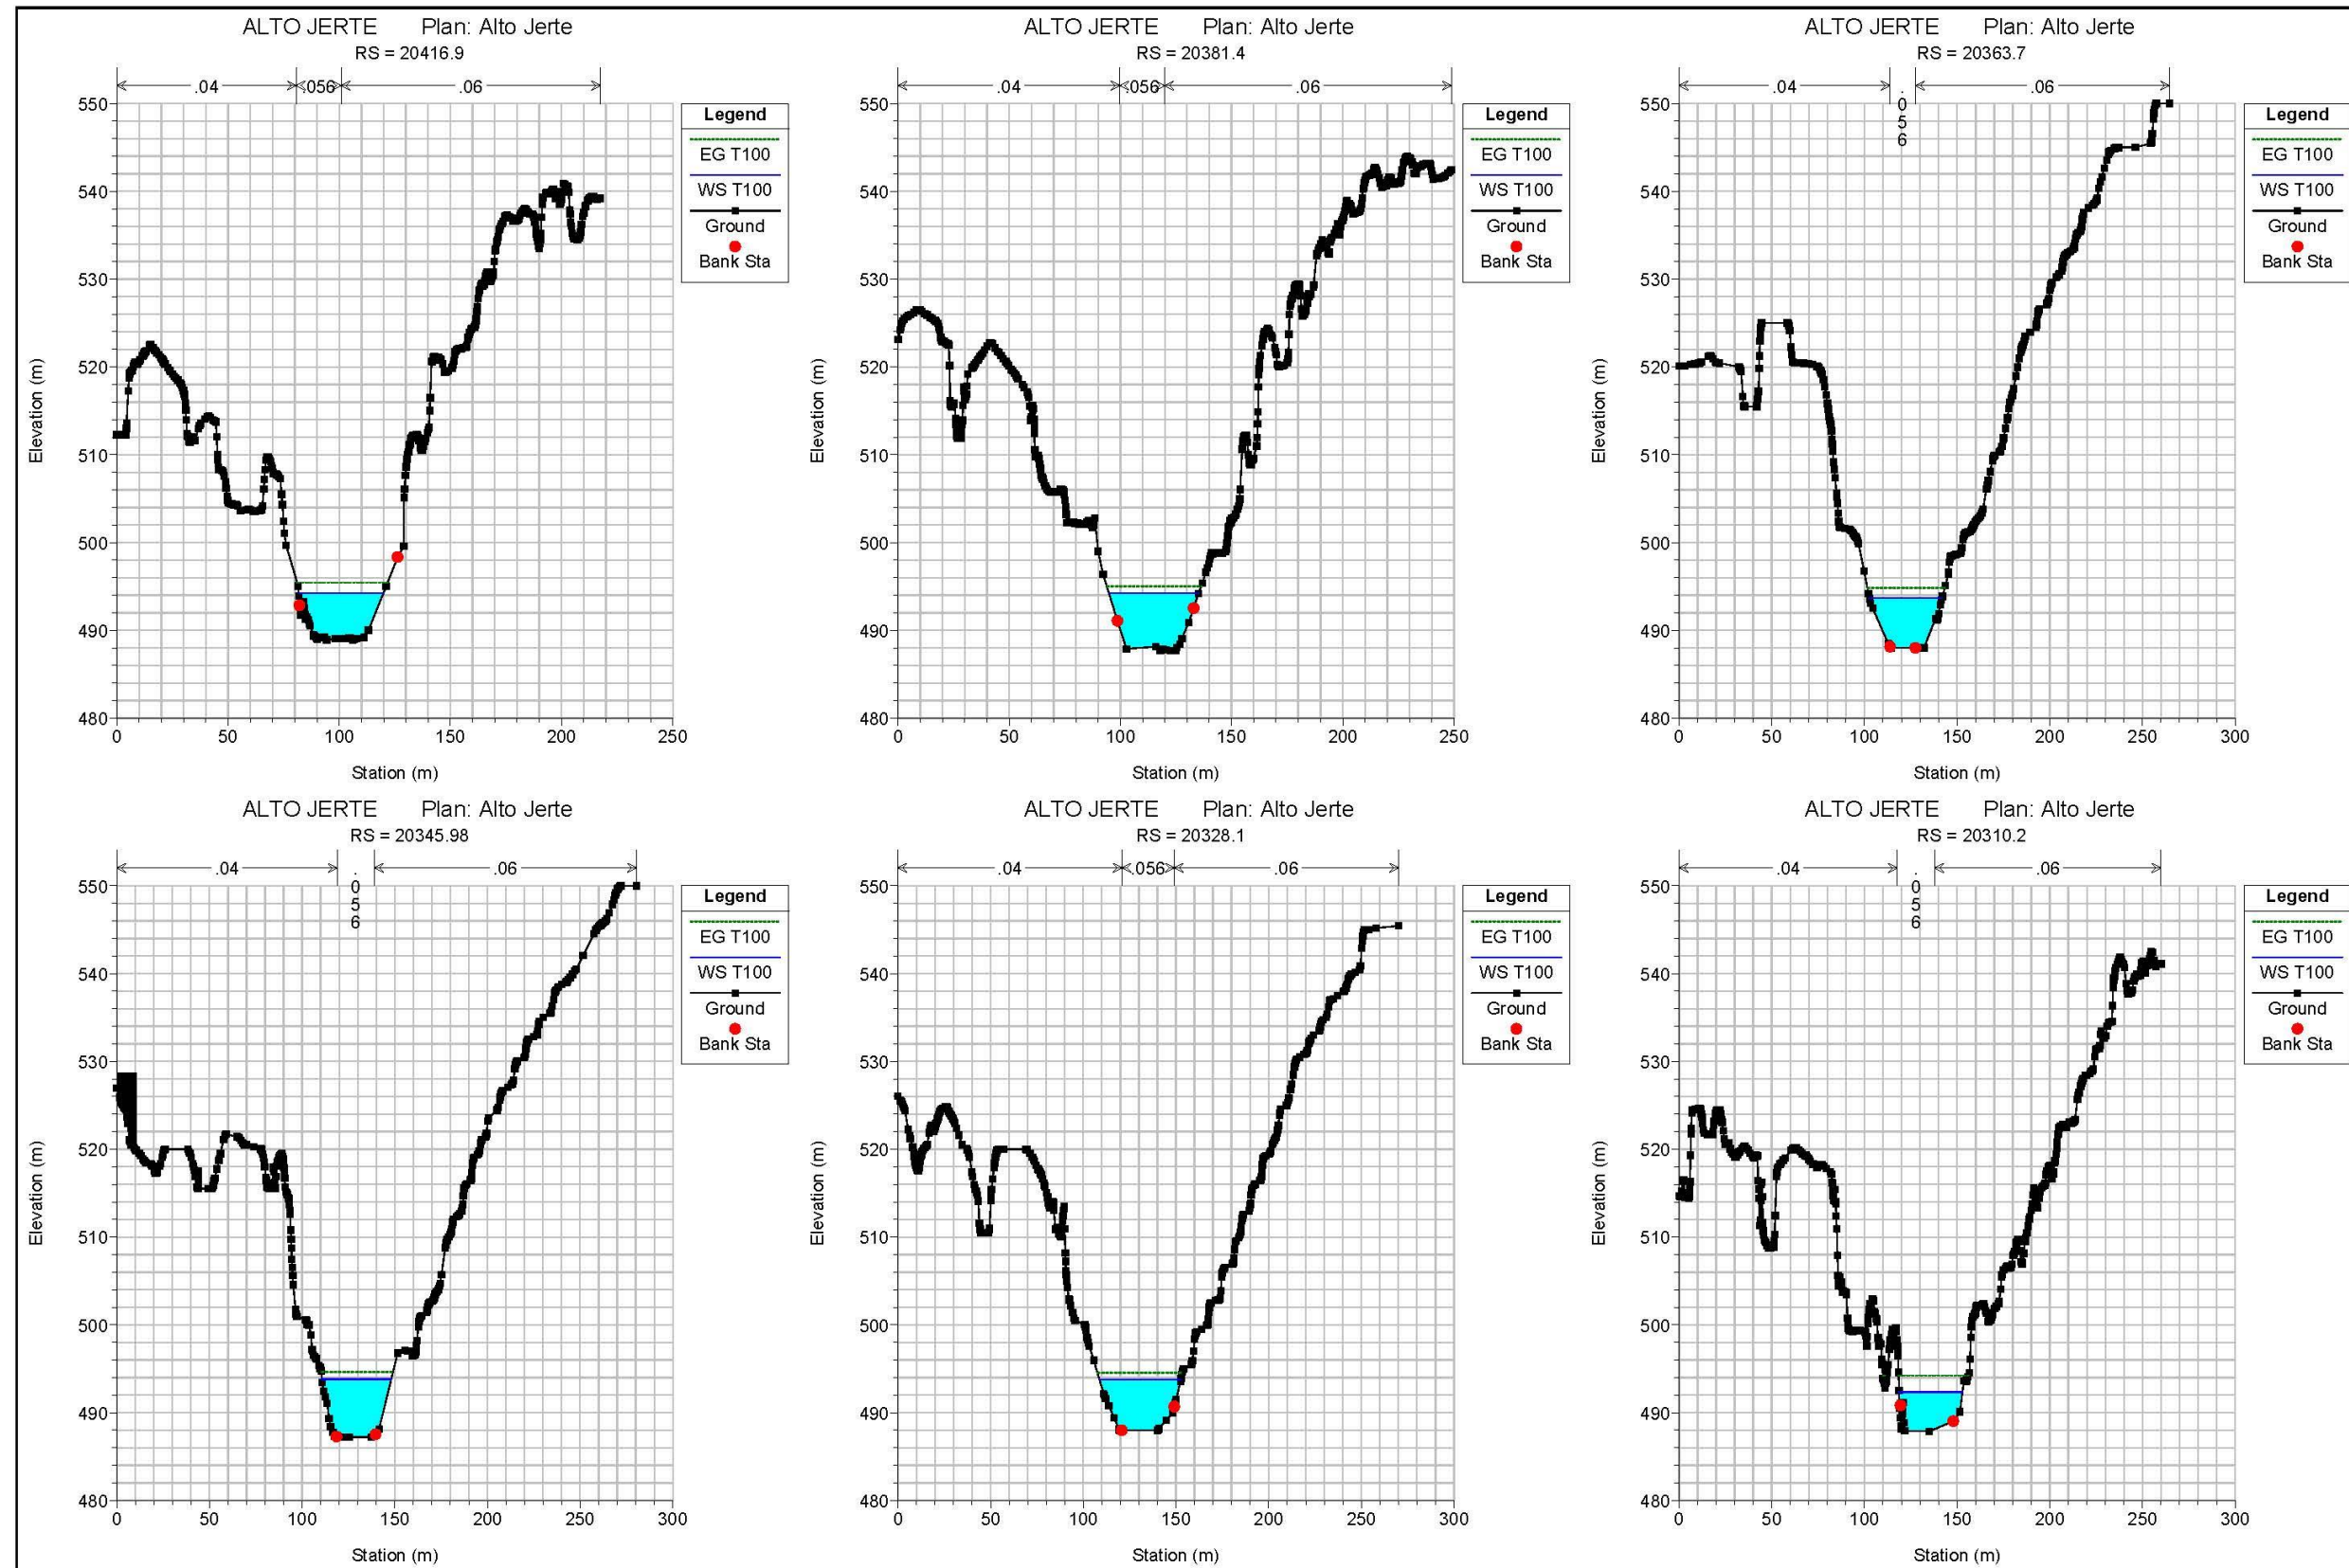 ALTO JERTE Plan: Alto Jerte
RS = 20416.9
.04 .056 .06
550
540
530
520
510
500
490
480
0 50 100 150 200 250
Station (m)
Elevation (m)
Legend
EG T100
WS T100
Ground
Bank Sta
ALTO JERTE Plan: Alto Jerte
RS = 20381.4
.04 .056 .06
550
540
530
520
510
500
490
480
0 50 100 150 200 250
Station (m)
Elevation (m)
Legend
EG T100
WS T100
Ground
Bank Sta
ALTO JERTE Plan: Alto Jerte
RS = 20363.7
.04 .056 .06
550
540
530
520
510
500
490
480
0 50 100 150 200 250 300
Station (m)
Elevation (m)
Legend
EG T100
WS T100
Ground
Bank Sta
ALTO JERTE Plan: Alto Jerte
RS = 20345.98
.04 .056 .06
550
540
530
520
510
500
490
480
0 50 100 150 200 250 300
Station (m)
Elevation (m)
Legend
EG T100
WS T100
Ground
Bank Sta
ALTO JERTE Plan: Alto Jerte
RS = 20328.1
.04 .056 .06
550
540
530
520
510
500
490
480
0 50 100 150 200 250 300
Station (m)
Elevation (m)
Legend
EG T100
WS T100
Ground
Bank Sta
ALTO JERTE Plan: Alto Jerte
RS = 20310.2
.04 .056 .06
550
540
530
520
510
500
490
480
0 50 100 150 200 250 300
Station (m)
Elevation (m)
Legend
EG T100
WS T100
Ground
Bank Sta